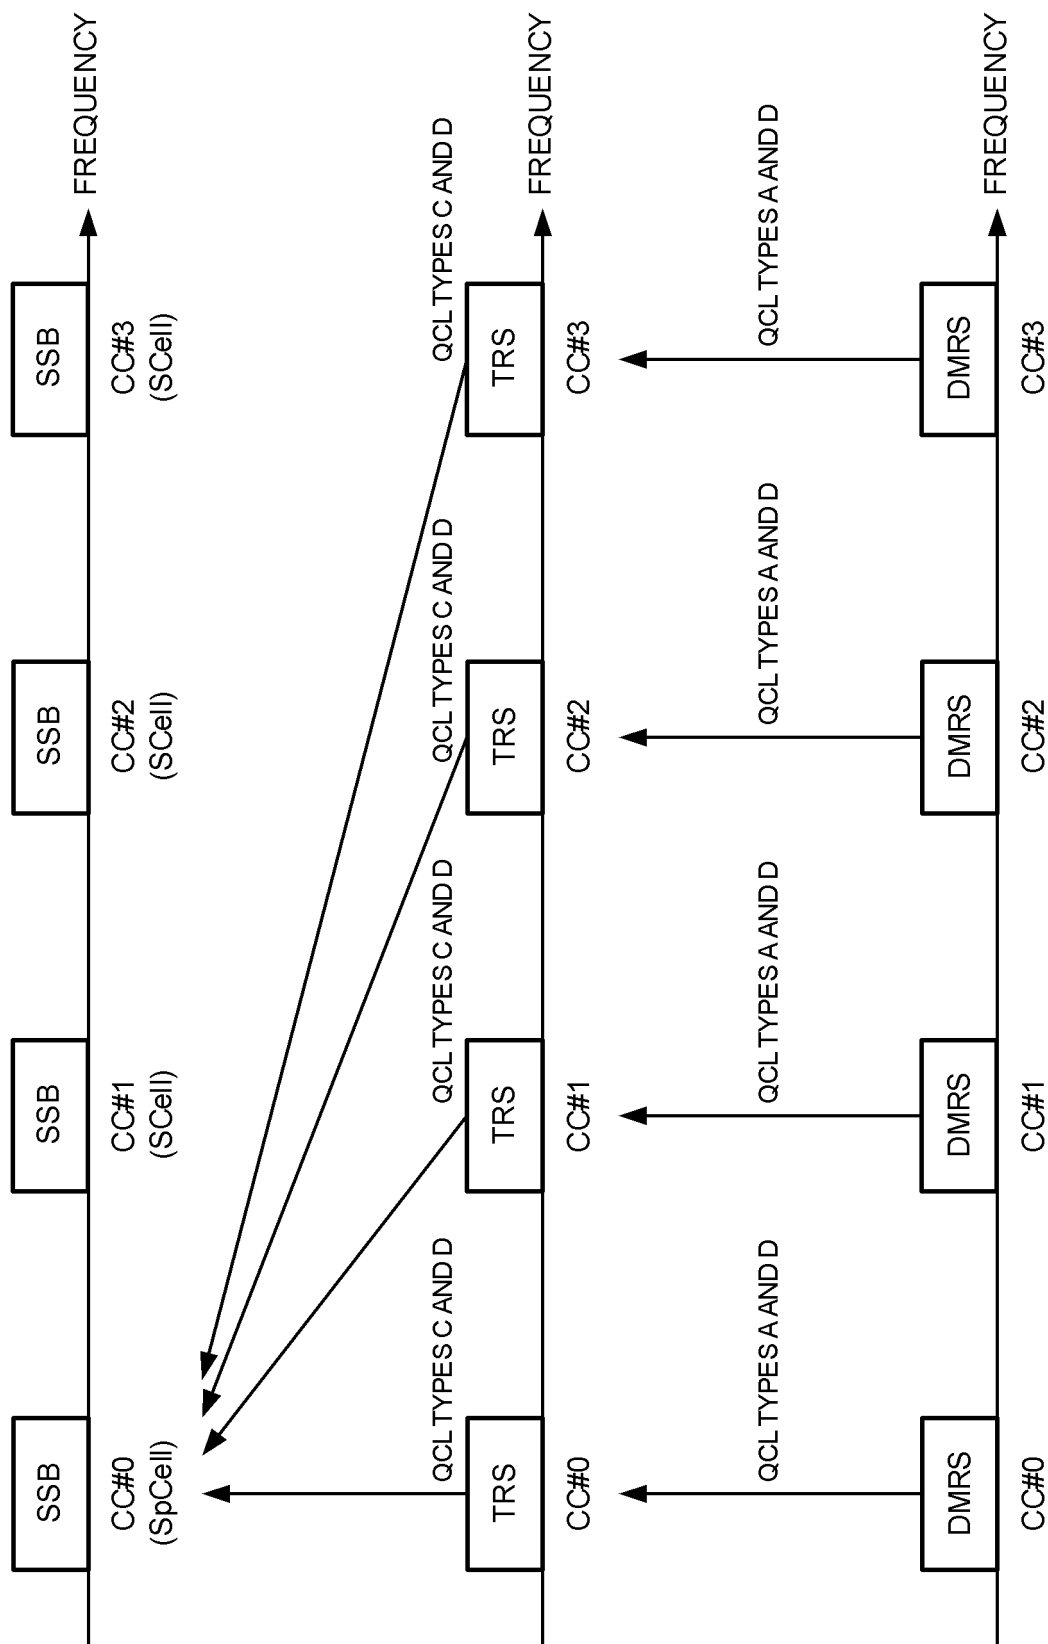 SSB
SSB
SSB
SSB
FREQUENCY
CC#0
(SpCell)
CC#1
(SCell)
CC#2
(SCell)
CC#3
(SCell)
QCL TYPES C AND D
QCL TYPES C AND D
QCL TYPES C AND D
QCL TYPES C AND D
TRS
TRS
TRS
TRS
FREQUENCY
CC#0
CC#1
CC#2
CC#3
QCL TYPES A AND D
QCL TYPES A AND D
QCL TYPES A AND D
QCL TYPES A AND D
DMRS
DMRS
DMRS
DMRS
FREQUENCY
CC#0
CC#1
CC#2
CC#3